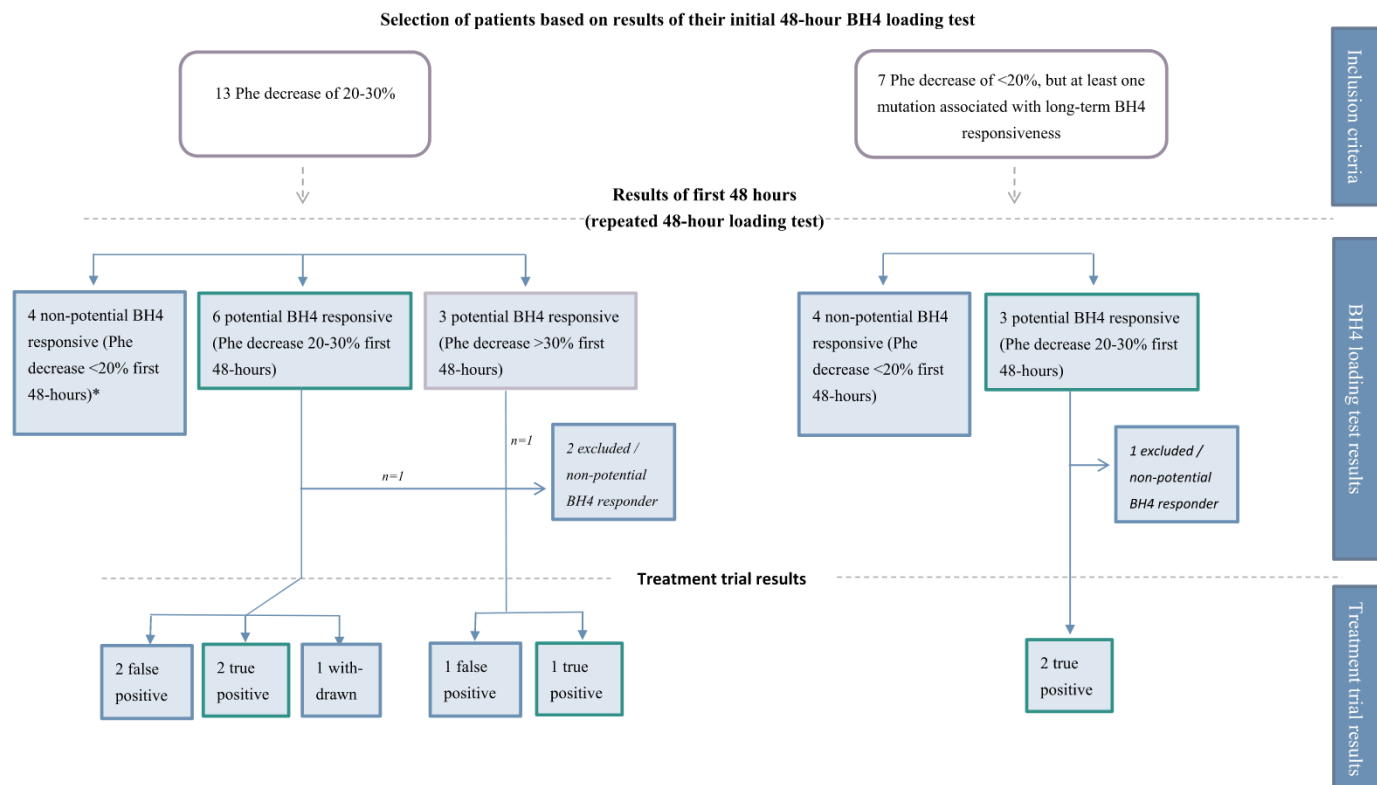 Selection of patients based on results of their initial 48-hour BH4 loading test
13 Phe decrease of 20-30%
7 Phe decrease of <20%, but at least one
mutation associated with long-term BH4
responsiveness
Inclusion criteria
Results of first 48 hours
(repeated 48-hour loading test)
4 non-potential BH4
responsive (Phe
decrease <20% first
48-hours)*
6 potential BH4 responsive
(Phe decrease 20-30% first
48-hours)
3 potential BH4 responsive
(Phe decrease >30% first
48-hours)
4 non-potential BH4
responsive (Phe
decrease <20% first
48-hours)
3 potential BH4 responsive
(Phe decrease 20-30% first
48-hours)
BH4 loading test results
n=1
n=1
2 excluded /
non-potential
BH4 responder
1 excluded /
non-potential
BH4 responder
Treatment trial results
2 false
positive
2 true
positive
1 with-
drawn
1 false
positive
1 true
positive
2 true
positive
Treatment trial results